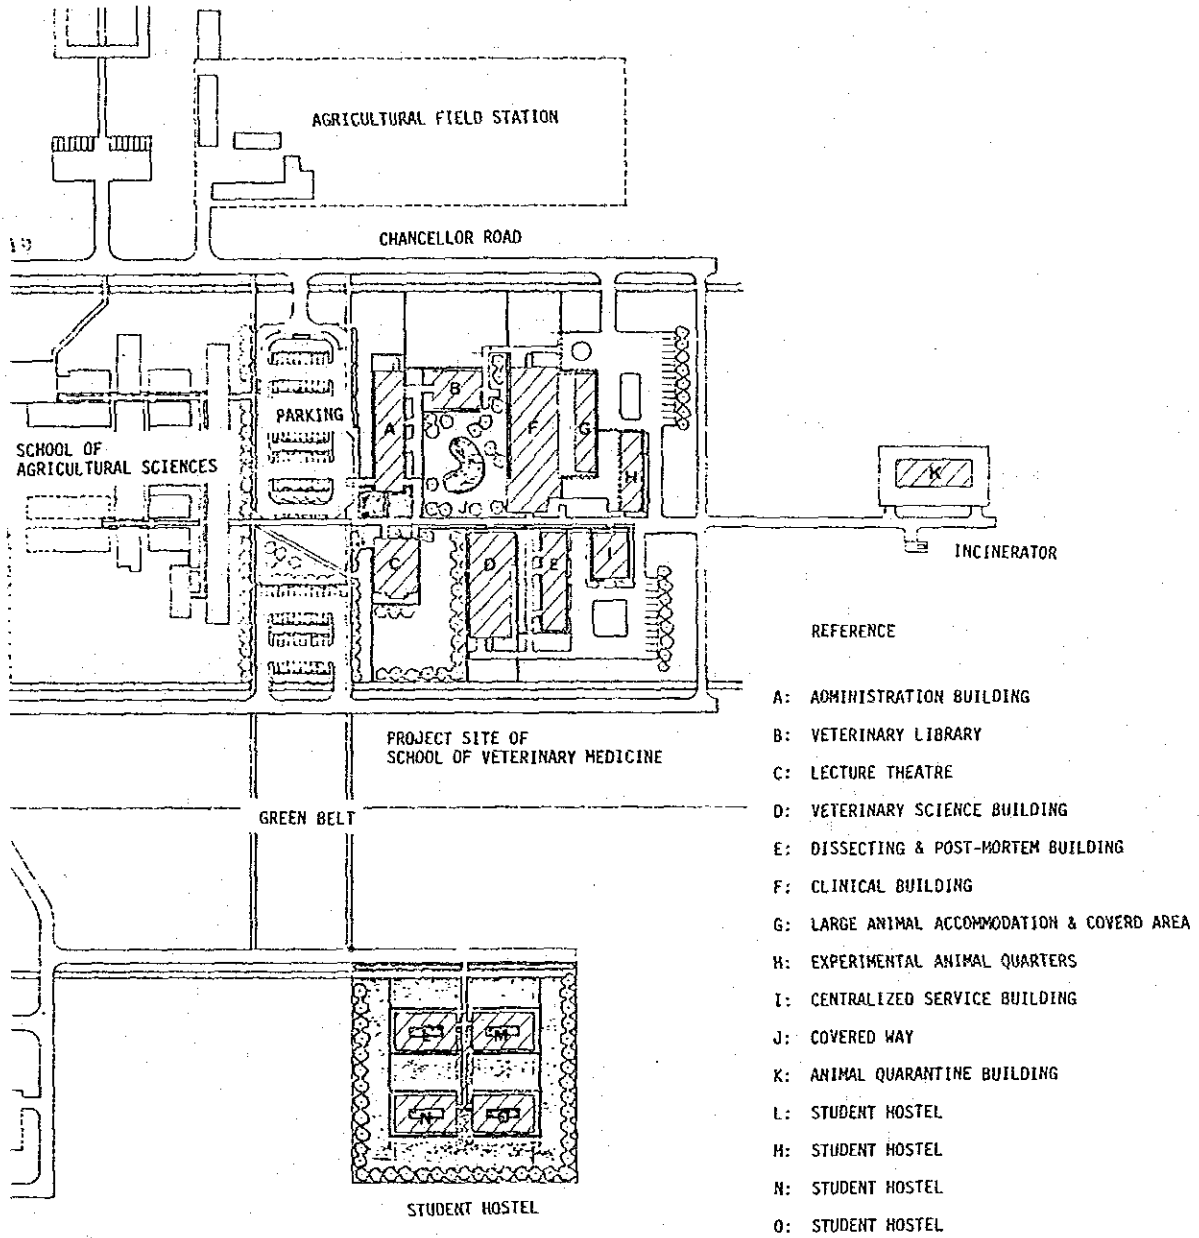 AGRICULTURAL FIELD STATION
CHANCELLOR ROAD
PARKING
SCHOOL OF
AGRICULTURAL SCIENCES
A
B
F
G
H
J
C
D
E
I
K
INCINERATOR
PROJECT SITE OF
SCHOOL OF VETERINARY MEDICINE
GREEN BELT
L
M
N
O
STUDENT HOSTEL
REFERENCE
A: ADMINISTRATION BUILDING
B: VETERINARY LIBRARY
C: LECTURE THEATRE
D: VETERINARY SCIENCE BUILDING
E: DISSECTING & POST-MORTEM BUILDING
F: CLINICAL BUILDING
G: LARGE ANIMAL ACCOMMODATION & COVERD AREA
H: EXPERIMENTAL ANIMAL QUARTERS
I: CENTRALIZED SERVICE BUILDING
J: COVERED WAY
K: ANIMAL QUARANTINE BUILDING
L: STUDENT HOSTEL
M: STUDENT HOSTEL
N: STUDENT HOSTEL
O: STUDENT HOSTEL